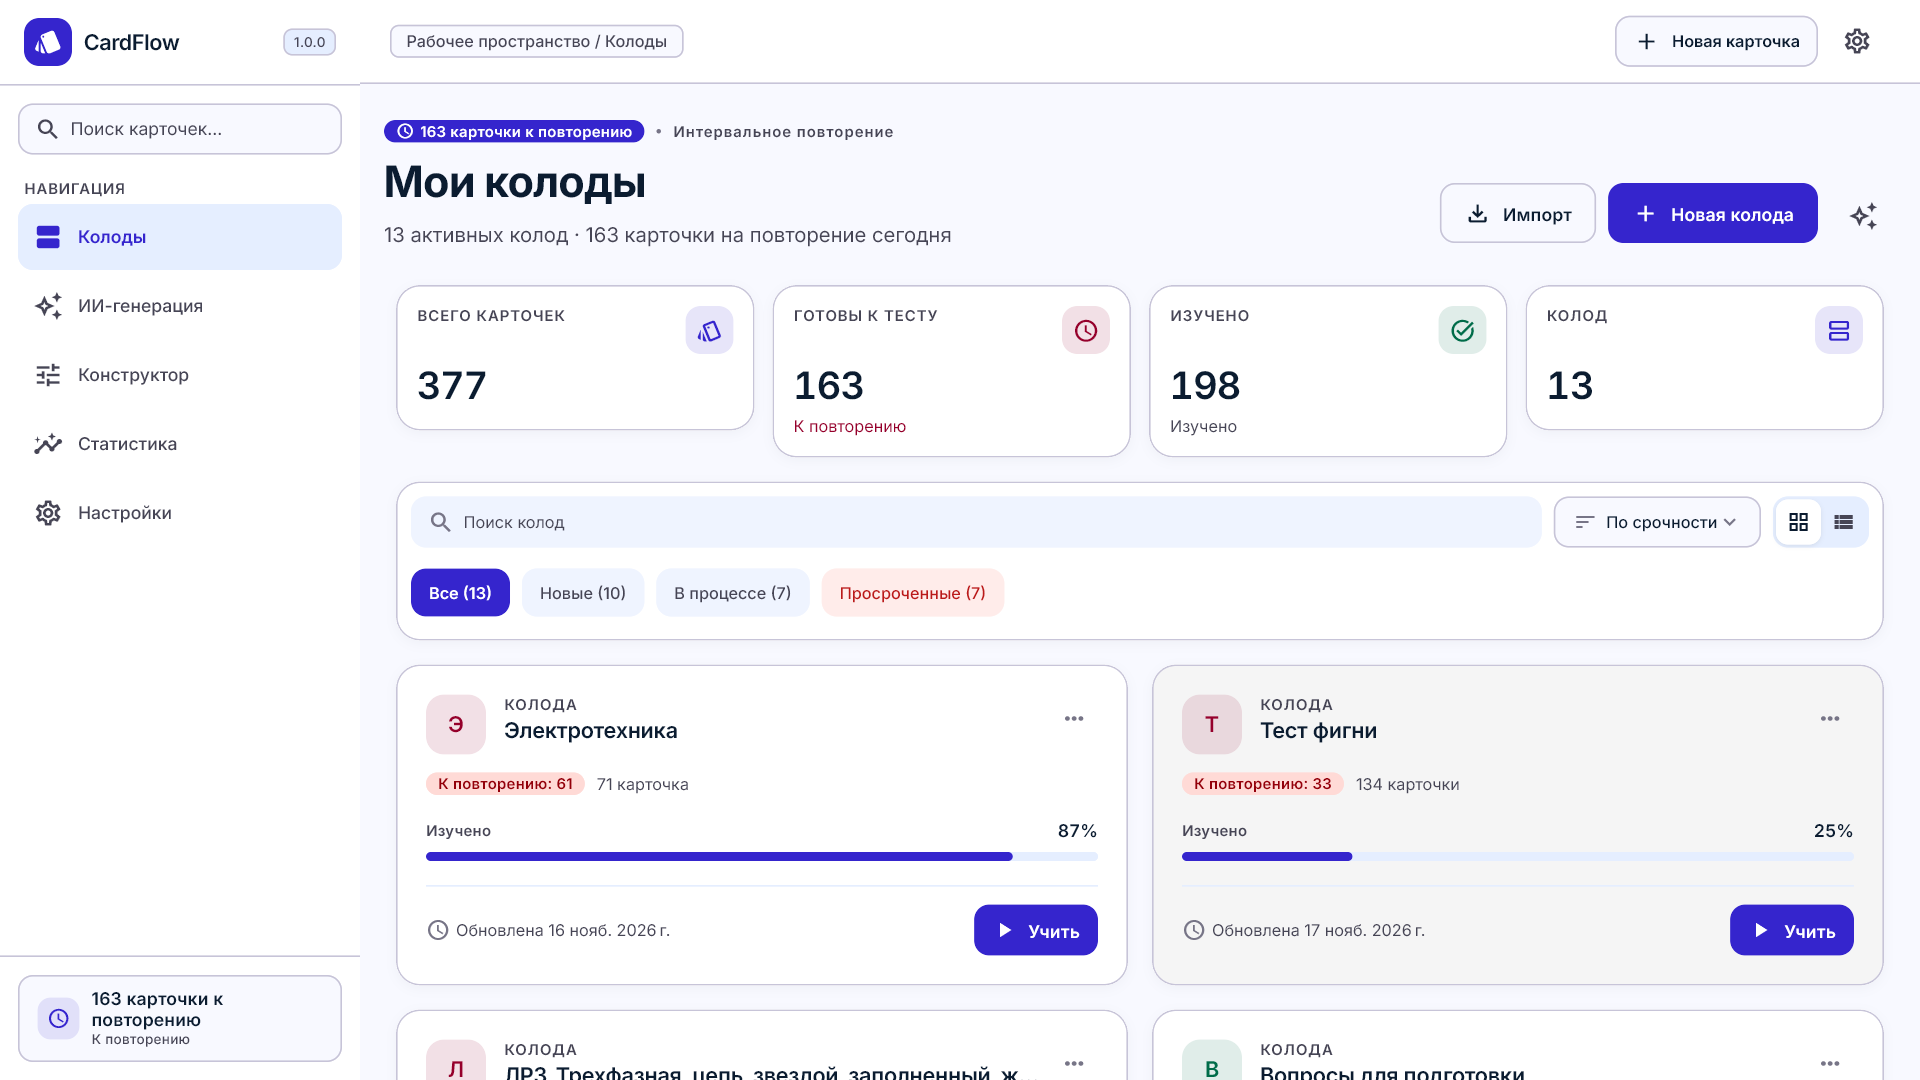 CardFlow
1.0.0
Поиск карточек...
НАВИГАЦИЯ
Колоды
ИИ-генерация
Конструктор
Статистика
Настройки
163 карточки к
повторению
К повторению
Рабочее пространство / Колоды
Новая карточка
163 карточки к повторению • Интервальное повторение
Мои колоды
13 активных колод · 163 карточки на повторение сегодня
Импорт
Новая колода
ВСЕГО КАРТОЧЕК
377
ГОТОВЫ К ТЕСТУ
163
К повторению
ИЗУЧЕНО
198
Изучено
КОЛОД
13
Поиск колод
По срочности
Все (13)
Новые (10)
В процессе (7)
Просроченные (7)
Э
КОЛОДА
Электротехника
К повторению: 61
71 карточка
Изучено
87%
Обновлена 16 нояб. 2026 г.
Учить
Т
КОЛОДА
Тест фигни
К повторению: 33
134 карточки
Изучено
25%
Обновлена 17 нояб. 2026 г.
Учить
Л
КОЛОДА
ЛР3_Трехфазная_цепь_звездой_заполненный_ж...
В
КОЛОДА
Вопросы для подготовки